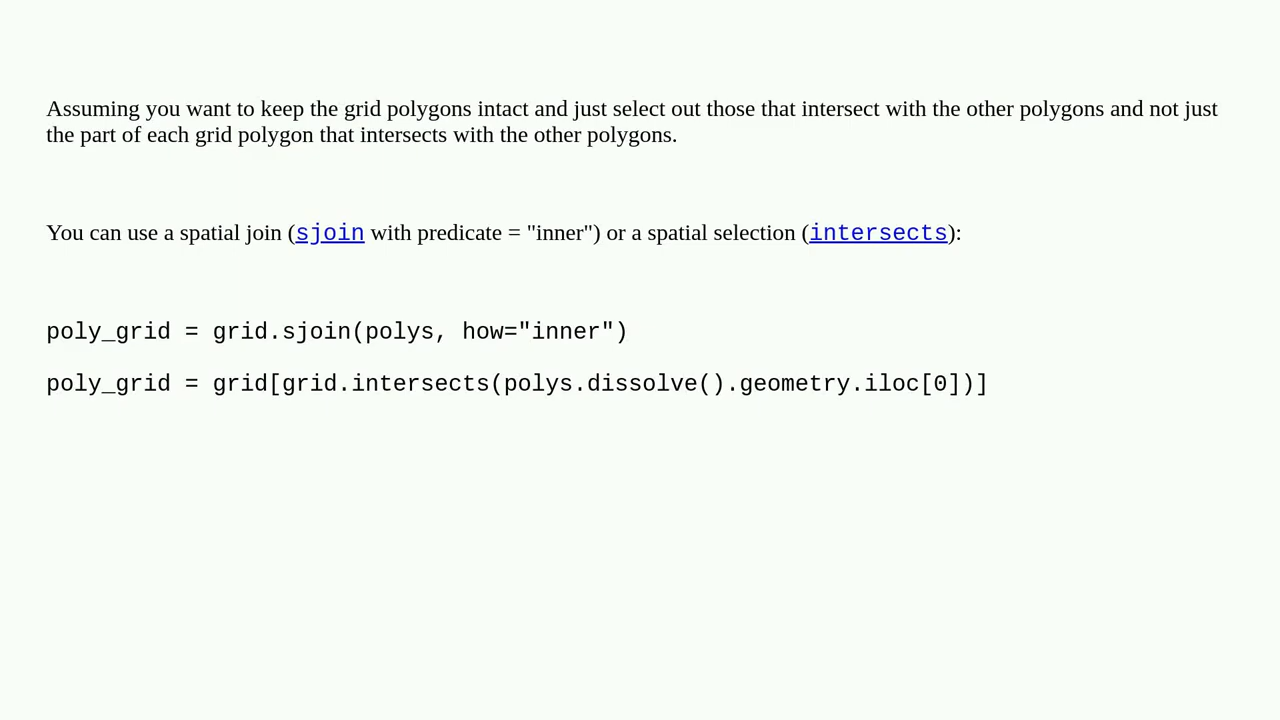 Assuming you want to keep the grid polygons intact and just select out those that intersect with the other polygons and not just
the part of each grid polygon that intersects with the other polygons.
You can use a spatial join (sjoin with predicate = "inner") or a spatial selection (intersects):
poly_grid = grid.sjoin(polys, how="inner")
poly_grid = grid[grid.intersects(polys.dissolve().geometry.iloc[0])]